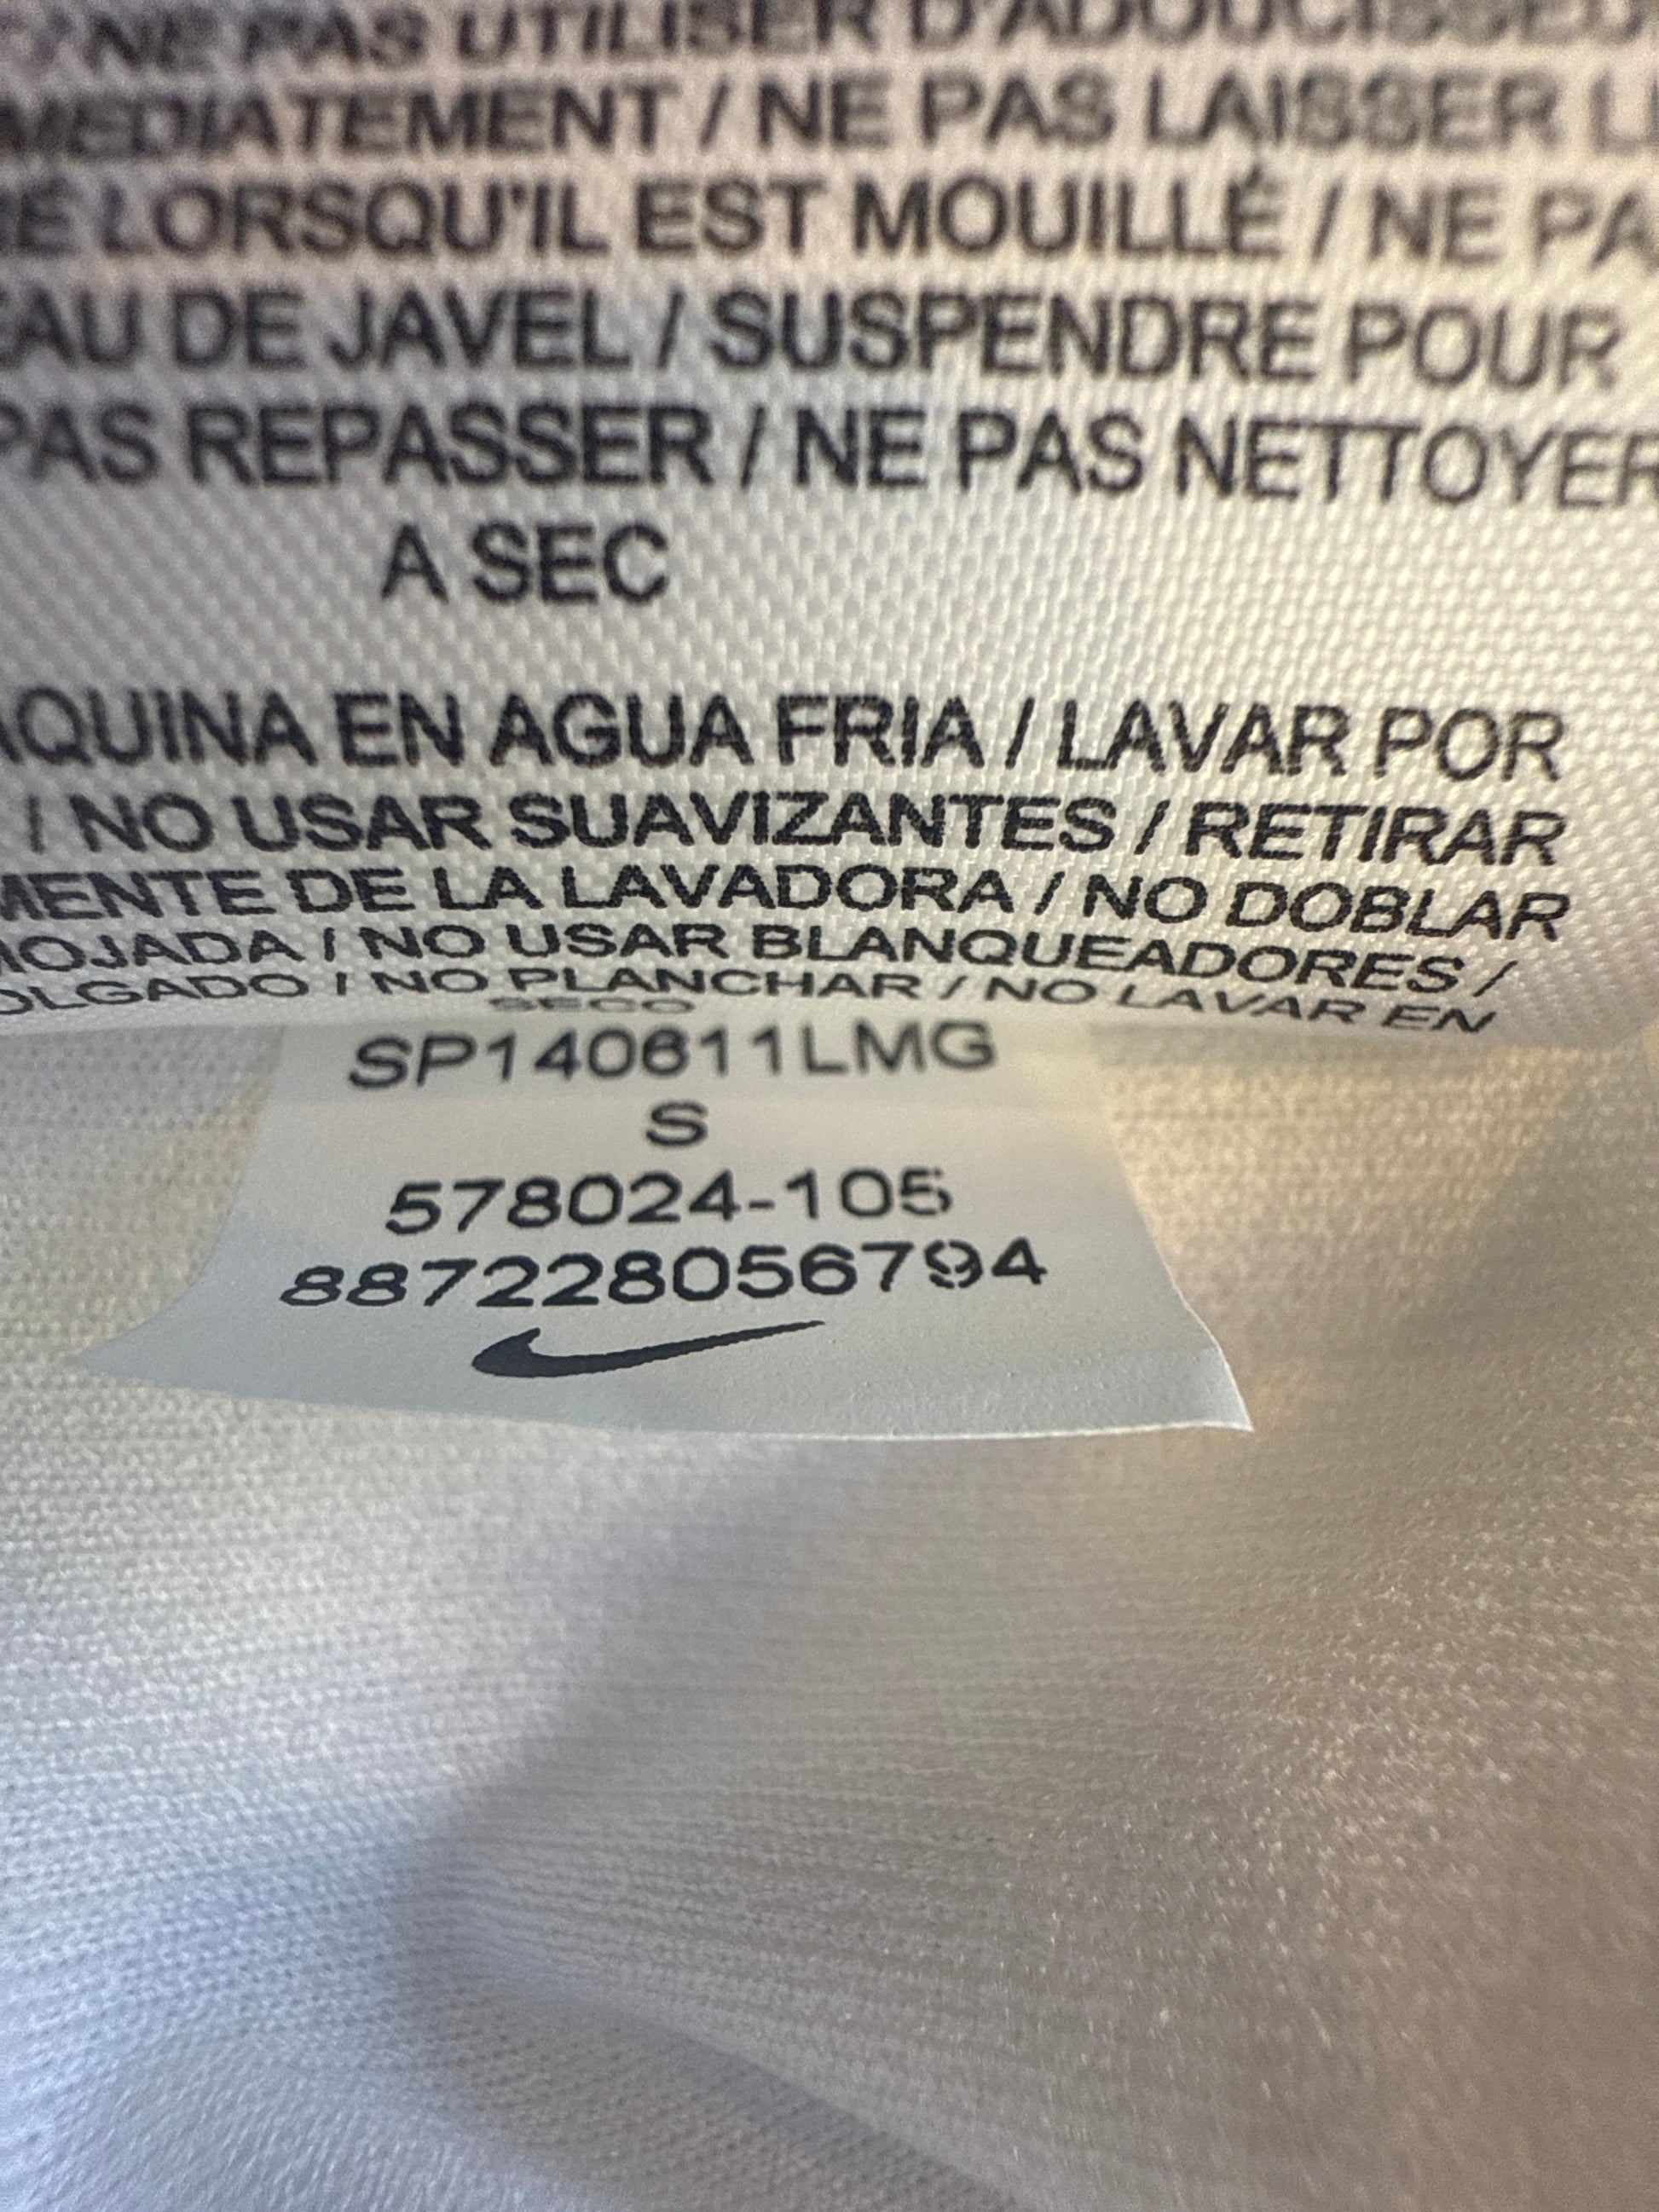 NE PAS UTILISER D'ADOUCISSEU
MEDIATEMENT / NE PAS LAISSER
É LORSQU'IL EST MOUILLÉ / NE PA
EAU DE JAVEL / SUSPENDRE POUR
PAS REPASSER / NE PAS NETTOYER
A SEC
AQUINA EN AGUA FRIA / LAVAR POR
/ NO USAR SUAVIZANTES / RETIRAR
MENTE DE LA LAVADORA / NO DOBLAR
MOJADA / NO USAR BLANQUEADORES /
OLGADO / NO PLANCHAR / NO LAVAR EN
SECO
SP140611LMG
S
578024-105
887228056794